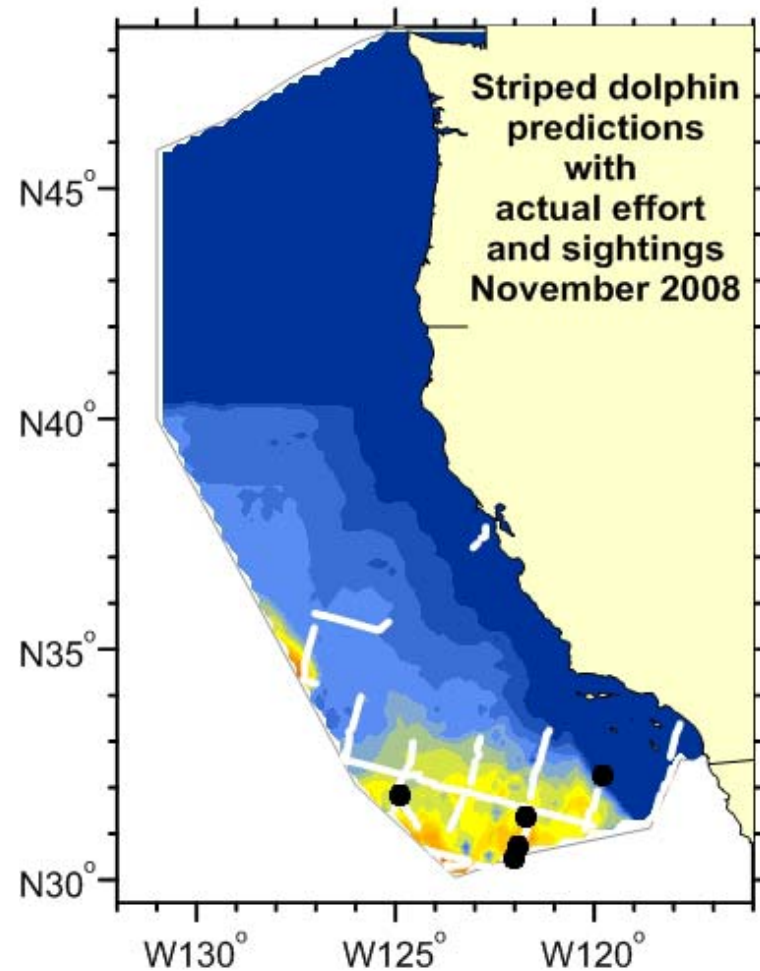 Striped dolphin
predictions
with
actual effort
and sightings
November 2008
N45°
N40°
N35°
N30°
W130° W125° W120°